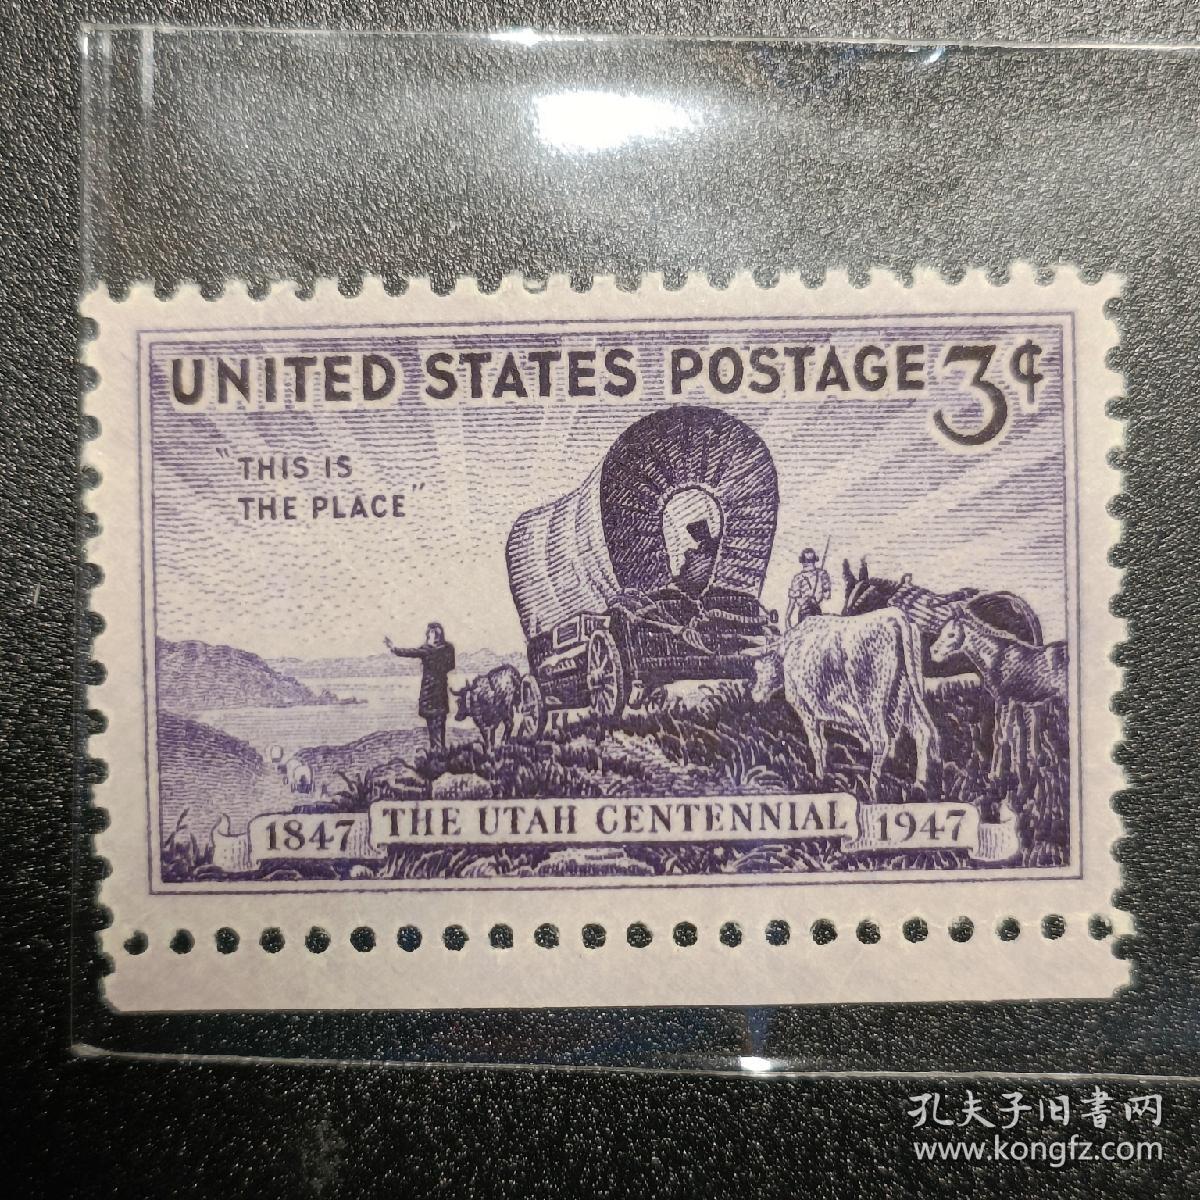 UNITED STATES POSTAGE 3¢
"THIS IS
THE PLACE"
1847 THE UTAH CENTENNIAL 1947
孔夫子旧書网
www.kongfz.com